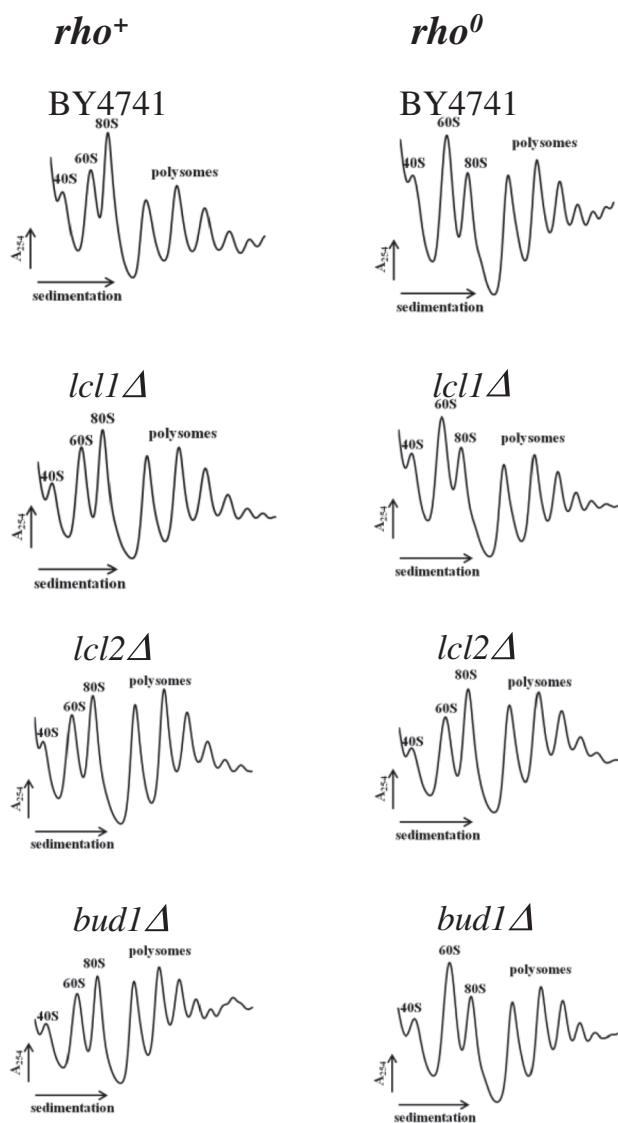 rho+ rho0
BY4741 BY4741
40S 60S 80S polysomes
A254
sedimentation
40S 60S 80S polysomes
A254
sedimentation
lcl1Δ lcl1Δ
40S 60S 80S polysomes
A254
sedimentation
40S 60S 80S polysomes
A254
sedimentation
lcl2Δ lcl2Δ
40S 60S 80S polysomes
A254
sedimentation
40S 60S 80S polysomes
A254
sedimentation
bud1Δ bud1Δ
40S 60S 80S polysomes
A254
sedimentation
40S 60S 80S polysomes
A254
sedimentation